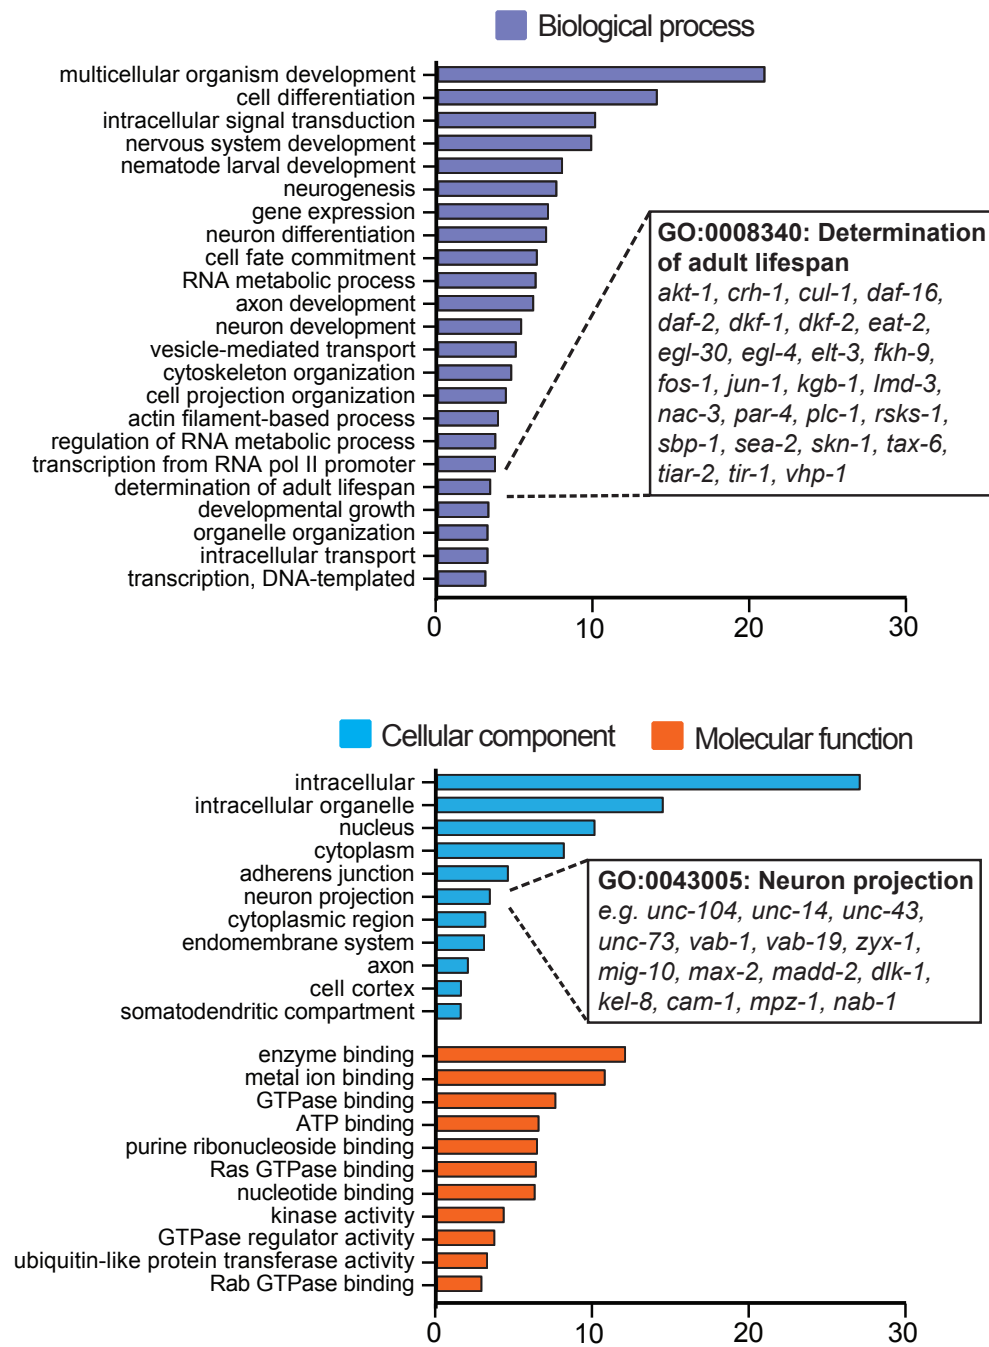 Biological process
multicellular organism development
cell differentiation
intracellular signal transduction
nervous system development
nematode larval development
neurogenesis
gene expression
neuron differentiation
cell fate commitment
RNA metabolic process
axon development
neuron development
vesicle-mediated transport
cytoskeleton organization
cell projection organization
actin filament-based process
regulation of RNA metabolic process
transcription from RNA pol II promoter
determination of adult lifespan
developmental growth
organelle organization
intracellular transport
transcription, DNA-templated
GO:0008340: Determination
of adult lifespan
akt-1, crh-1, cul-1, daf-16,
daf-2, dkf-1, dkf-2, eat-2,
egl-30, egl-4, elt-3, fkh-9,
fos-1, jun-1, kgb-1, lmd-3,
nac-3, par-4, plc-1, rsks-1,
sbp-1, sea-2, skn-1, tax-6,
tiar-2, tir-1, vhp-1
0 10 20 30
Cellular component Molecular function
intracellular
intracellular organelle
nucleus
cytoplasm
adherens junction
neuron projection
cytoplasmic region
endomembrane system
axon
cell cortex
somatodendritic compartment
GO:0043005: Neuron projection
e.g. unc-104, unc-14, unc-43,
unc-73, vab-1, vab-19, zyx-1,
mig-10, max-2, madd-2, dlk-1,
kel-8, cam-1, mpz-1, nab-1
enzyme binding
metal ion binding
GTPase binding
ATP binding
purine ribonucleoside binding
Ras GTPase binding
nucleotide binding
kinase activity
GTPase regulator activity
ubiquitin-like protein transferase activity
Rab GTPase binding
0 10 20 30